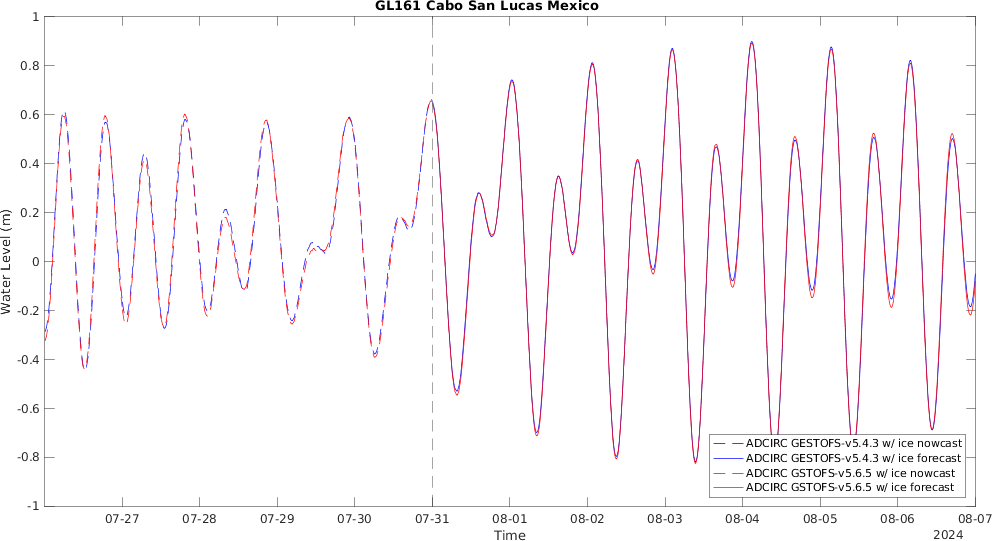 GL161 Cabo San Lucas Mexico
1
0.8
0.6
0.4
0.2
0
-0.2
-0.4
-0.6
-0.8
-1
Water Level (m)
ADCIRC GESTOFS-v5.4.3 w/ ice nowcast
ADCIRC GESTOFS-v5.4.3 w/ ice forecast
ADCIRC GSTOFS-v5.6.5 w/ ice nowcast
ADCIRC GSTOFS-v5.6.5 w/ ice forecast
07-27 07-28 07-29 07-30 07-31 08-01 08-02 08-03 08-04 08-05 08-06 08-07
Time
2024